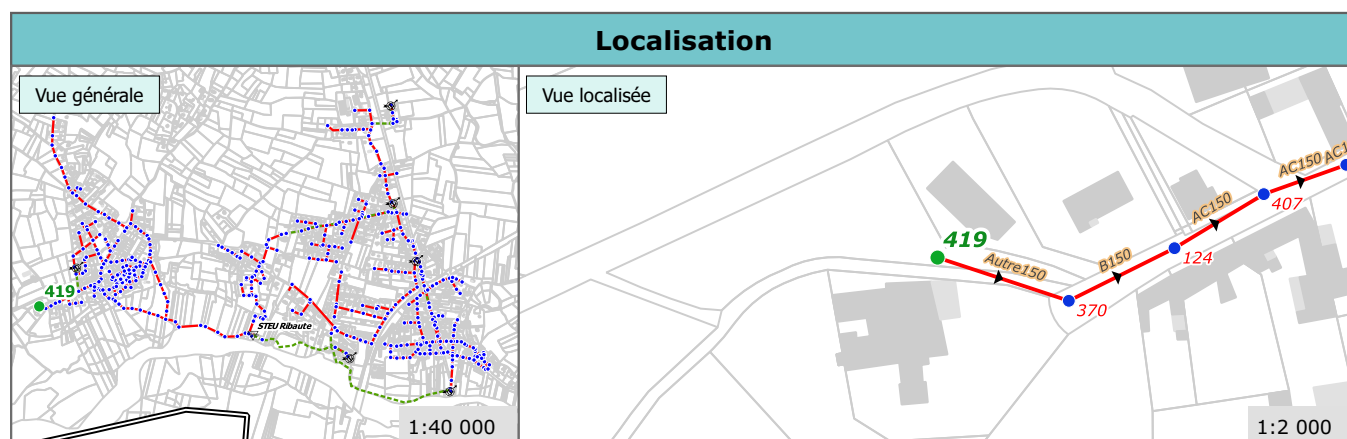 Localisation
Vue générale
419
STEU Ribaute
1:40 000
Vue localisée
419
Autre150
370
B150
124
AC150
407
AC150
AC1
1:2 000